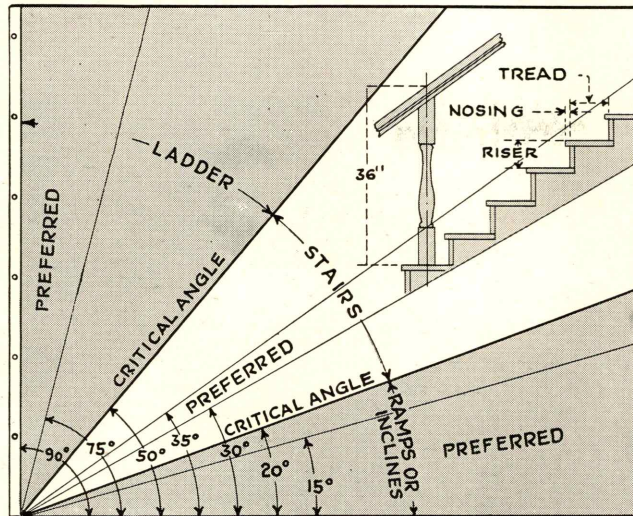 TREAD
NOSING
RISER
36"
LADDER
STAIRS
RAMPS OR
INCLINES
PREFERRED
CRITICAL ANGLE
PREFERRED
CRITICAL ANGLE
PREFERRED
90°
75°
50°
35°
30°
20°
15°